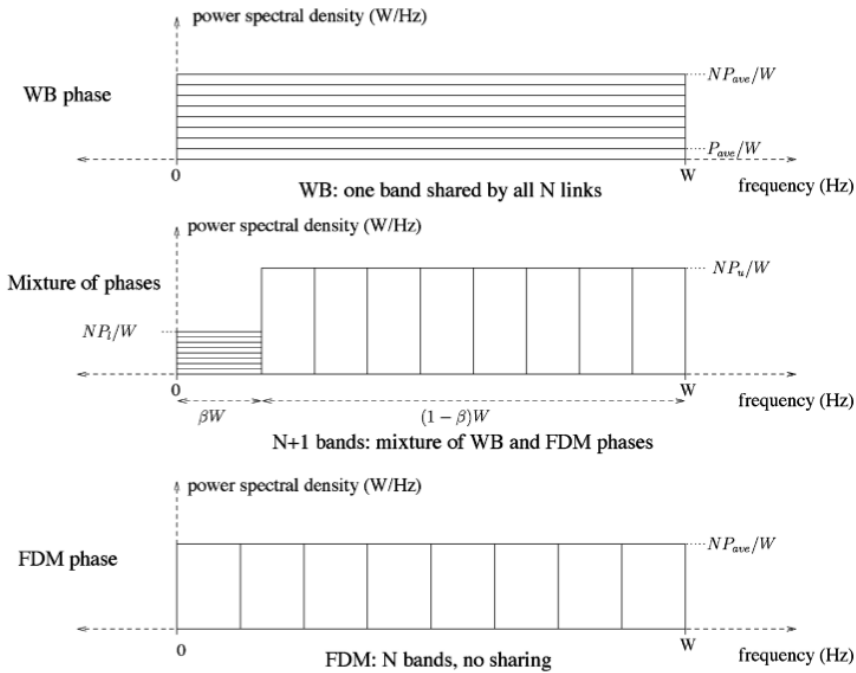 power spectral density (W/Hz)
NP_ave/W
WB phase
P_ave/W
0
W
frequency (Hz)
WB: one band shared by all N links
power spectral density (W/Hz)
NP_u/W
Mixture of phases
NP_l/W
0
W
frequency (Hz)
βW
(1 − β)W
N+1 bands: mixture of WB and FDM phases
power spectral density (W/Hz)
NP_ave/W
FDM phase
0
W
frequency (Hz)
FDM: N bands, no sharing